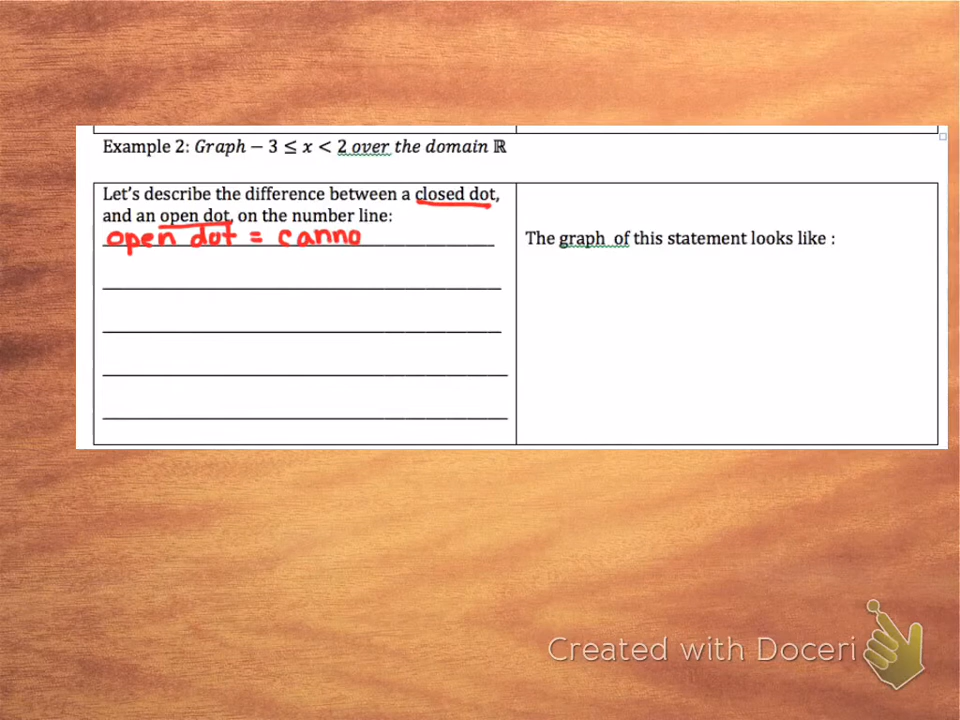 Example 2: Graph − 3 ≤ x < 2 over the domain ℝ
Let's describe the difference between a closed dot,
and an open dot, on the number line:
open dot = canno
The graph of this statement looks like :
Created with Doceri